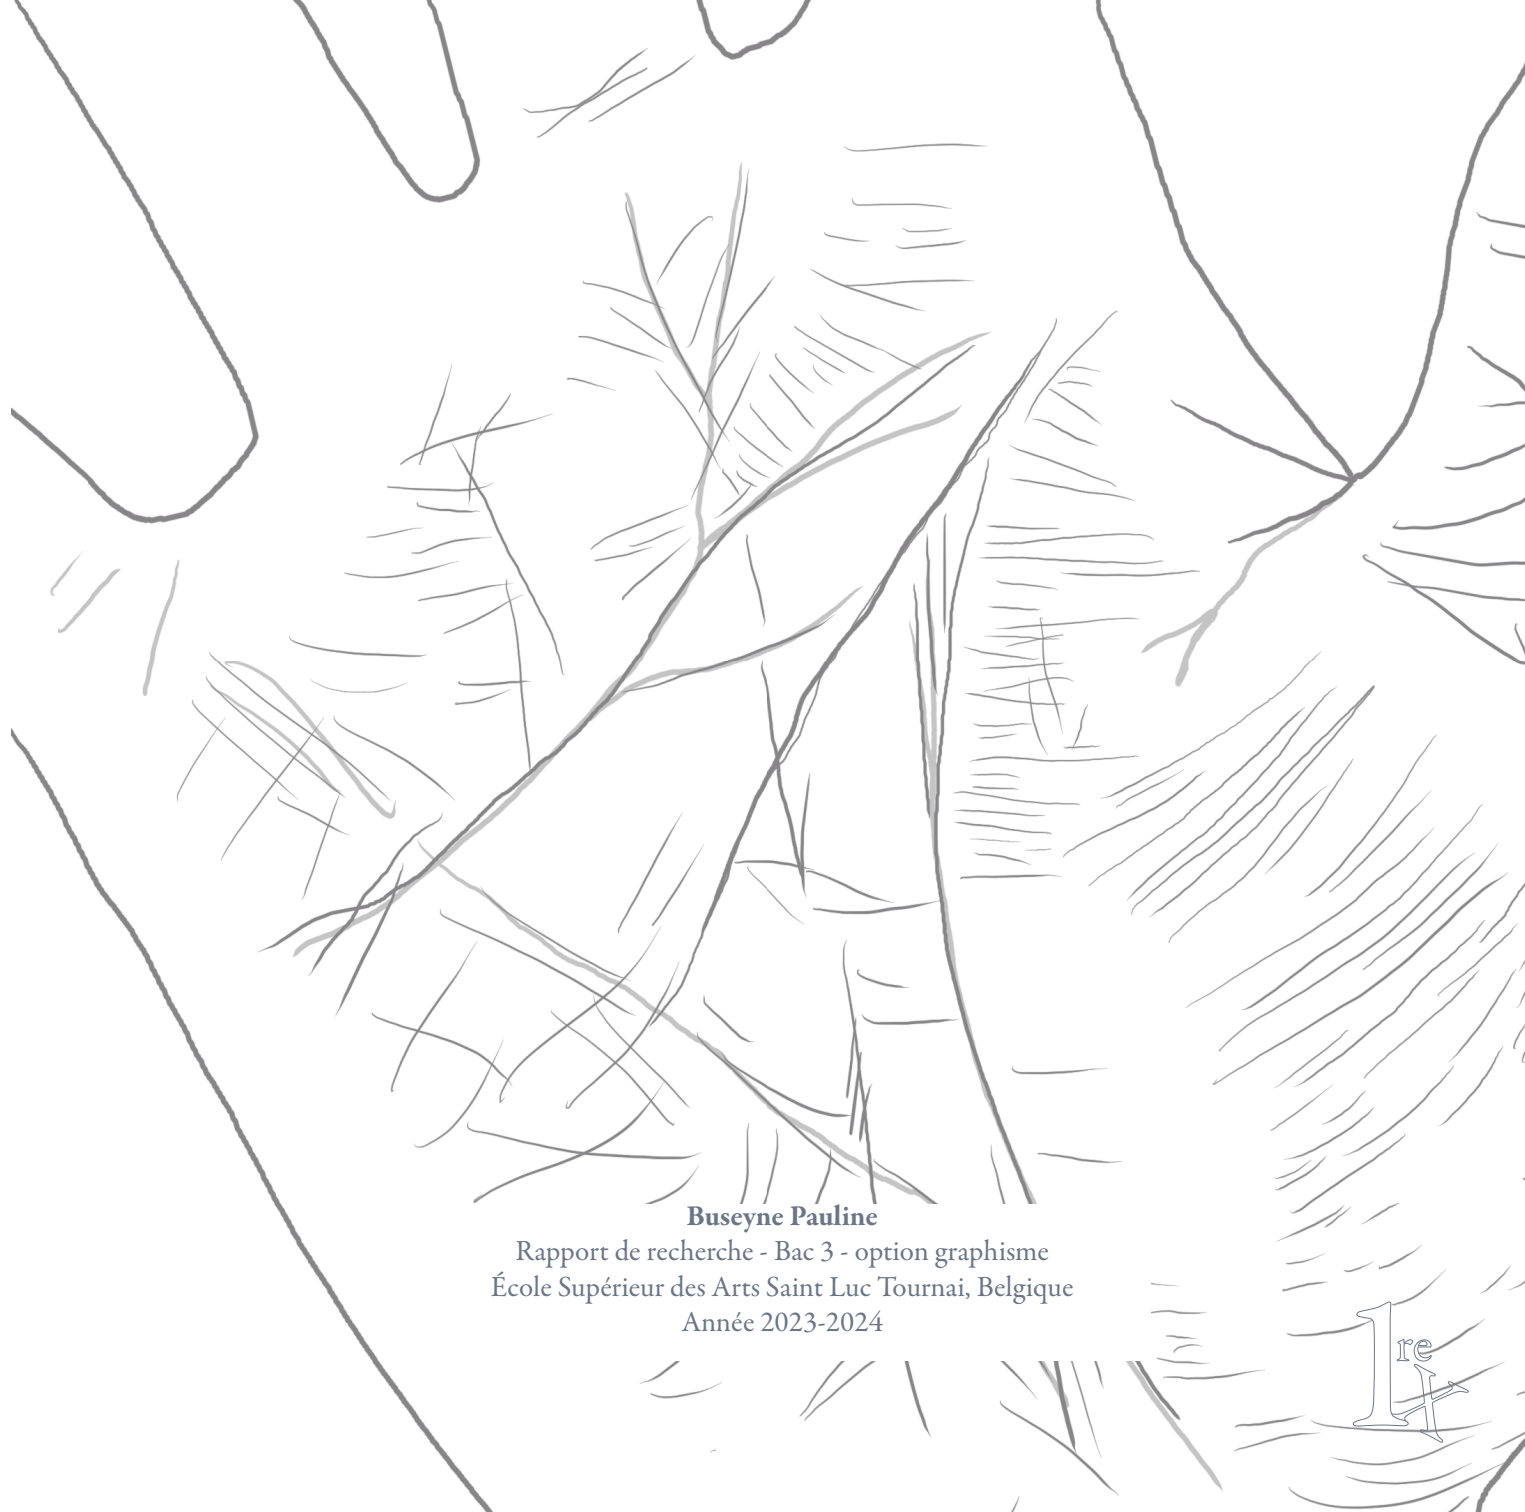 Buseyne Pauline
Rapport de recherche - Bac 3 - option graphisme
École Supérieur des Arts Saint Luc Tournai, Belgique
Année 2023-2024
1re